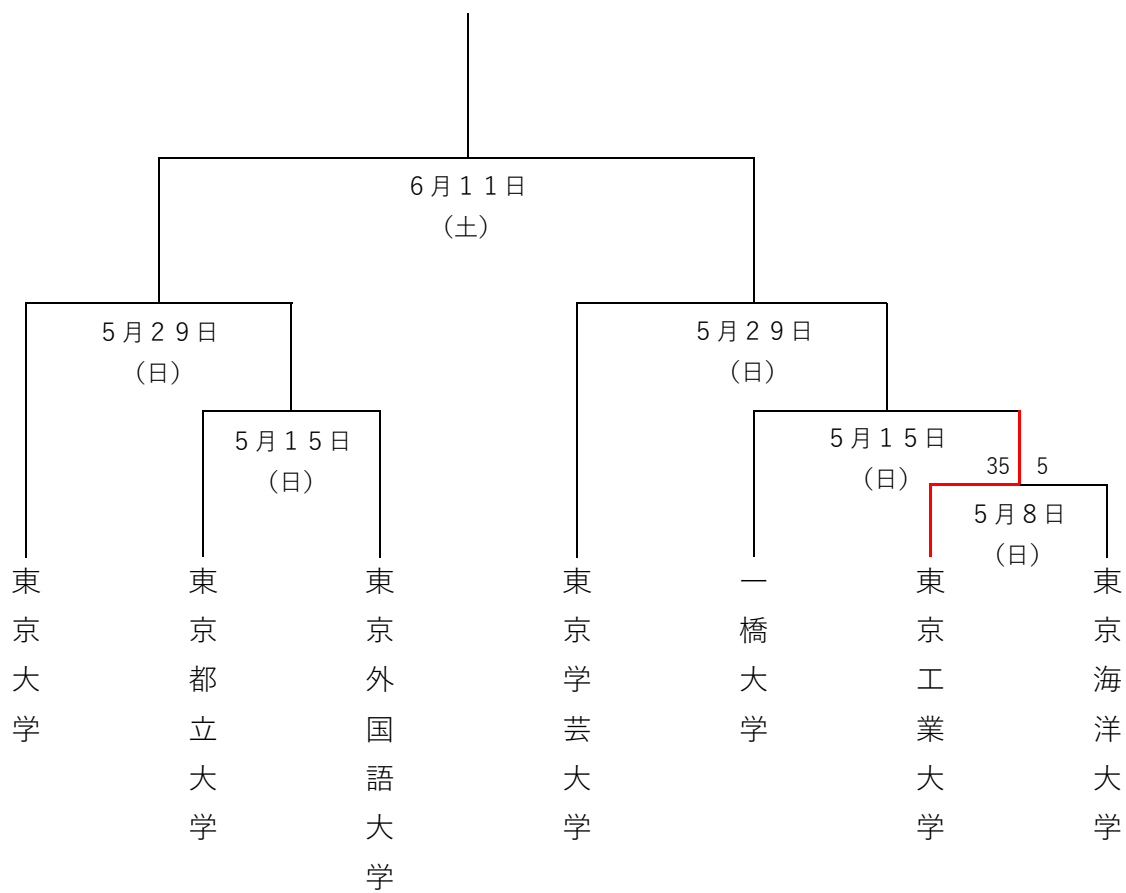 6月１１日
（土）
5月２９日
（日）
5月２９日
（日）
5月１５日
（日）
5月１５日
（日）
35 5
5月８日
（日）
東京大学
東京都立大学
東京外国語大学
東京学芸大学
一橋大学
東京工業大学
東京海洋大学